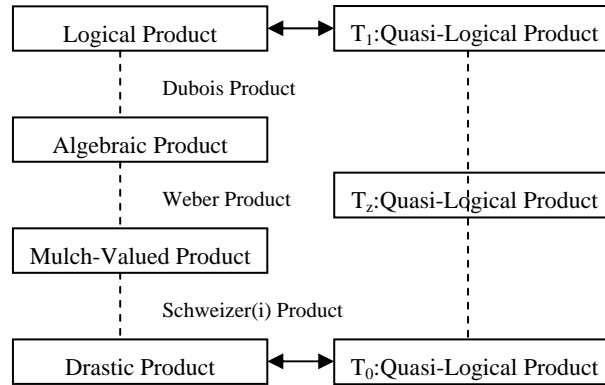 Logical Product
T₁:Quasi-Logical Product
Dubois Product
Algebraic Product
Weber Product
T_z:Quasi-Logical Product
Mulch-Valued Product
Schweizer(i) Product
Drastic Product
T₀:Quasi-Logical Product